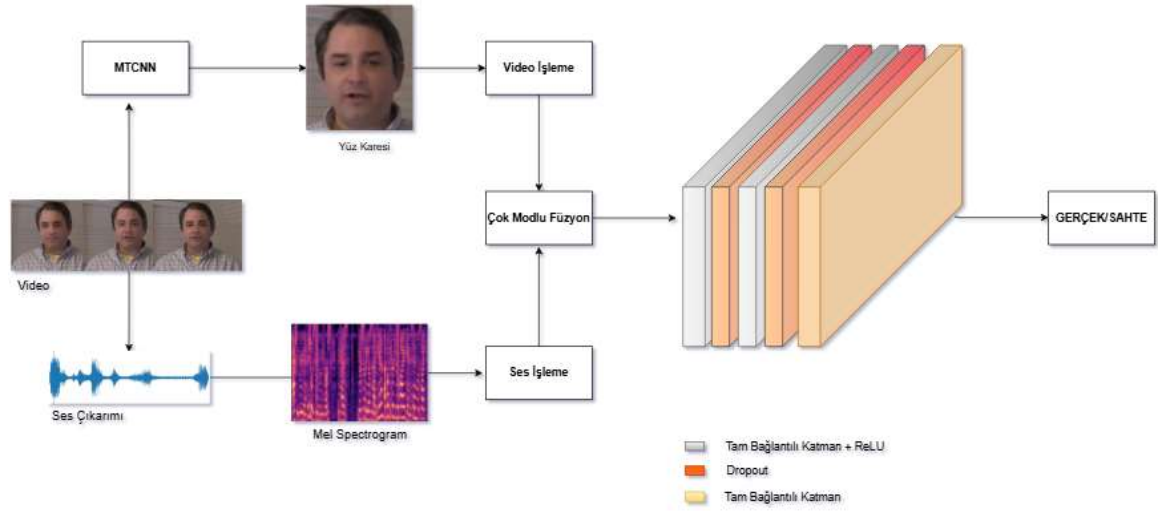 MTCNN
Video İşleme
Yüz Karesi
Çok Modlu Füzyon
GERÇEK/SAHTE
Video
Ses İşleme
Ses Çıkarımı
Mel Spectrogram
Tam Bağlantılı Katman + ReLU
Dropout
Tam Bağlantılı Katman